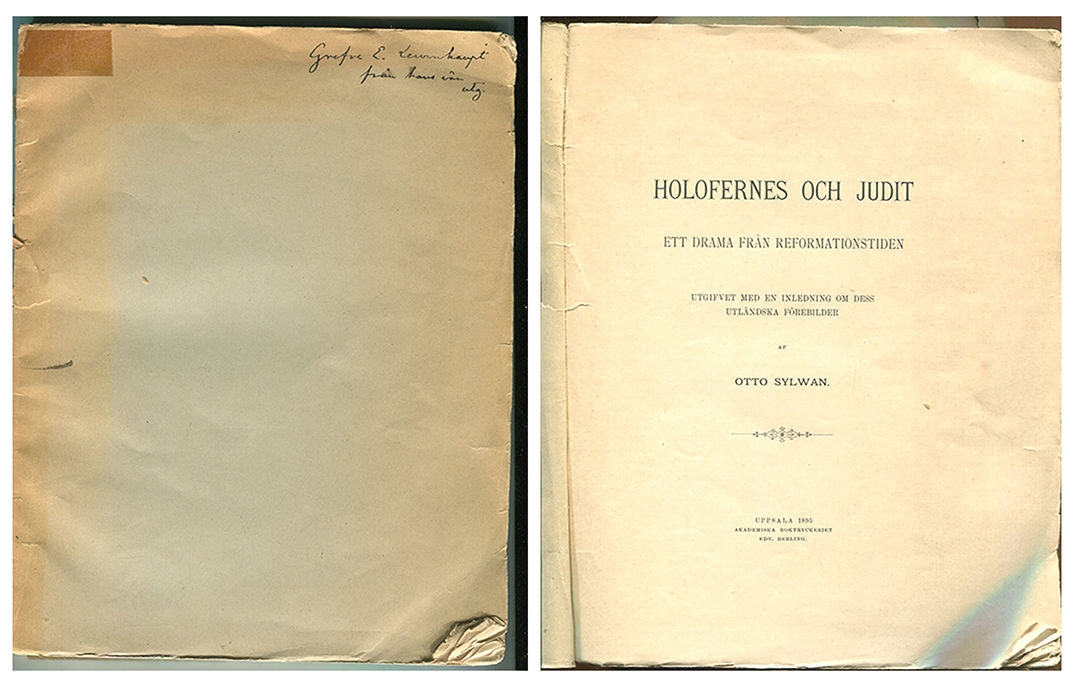 Grefve E. Lewenhaupt
från hans vän
utg.
HOLOFERNES OCH JUDIT
ETT DRAMA FRÅN REFORMATIONSTIDEN
UTGIFVET MED EN INLEDNING OM DESS
UTLÄNDSKA FÖREBILDER
AF
OTTO SYLWAN.
UPPSALA 1895
AKADEMISKA BOKTRYCKERIET
EDV. BERLING.